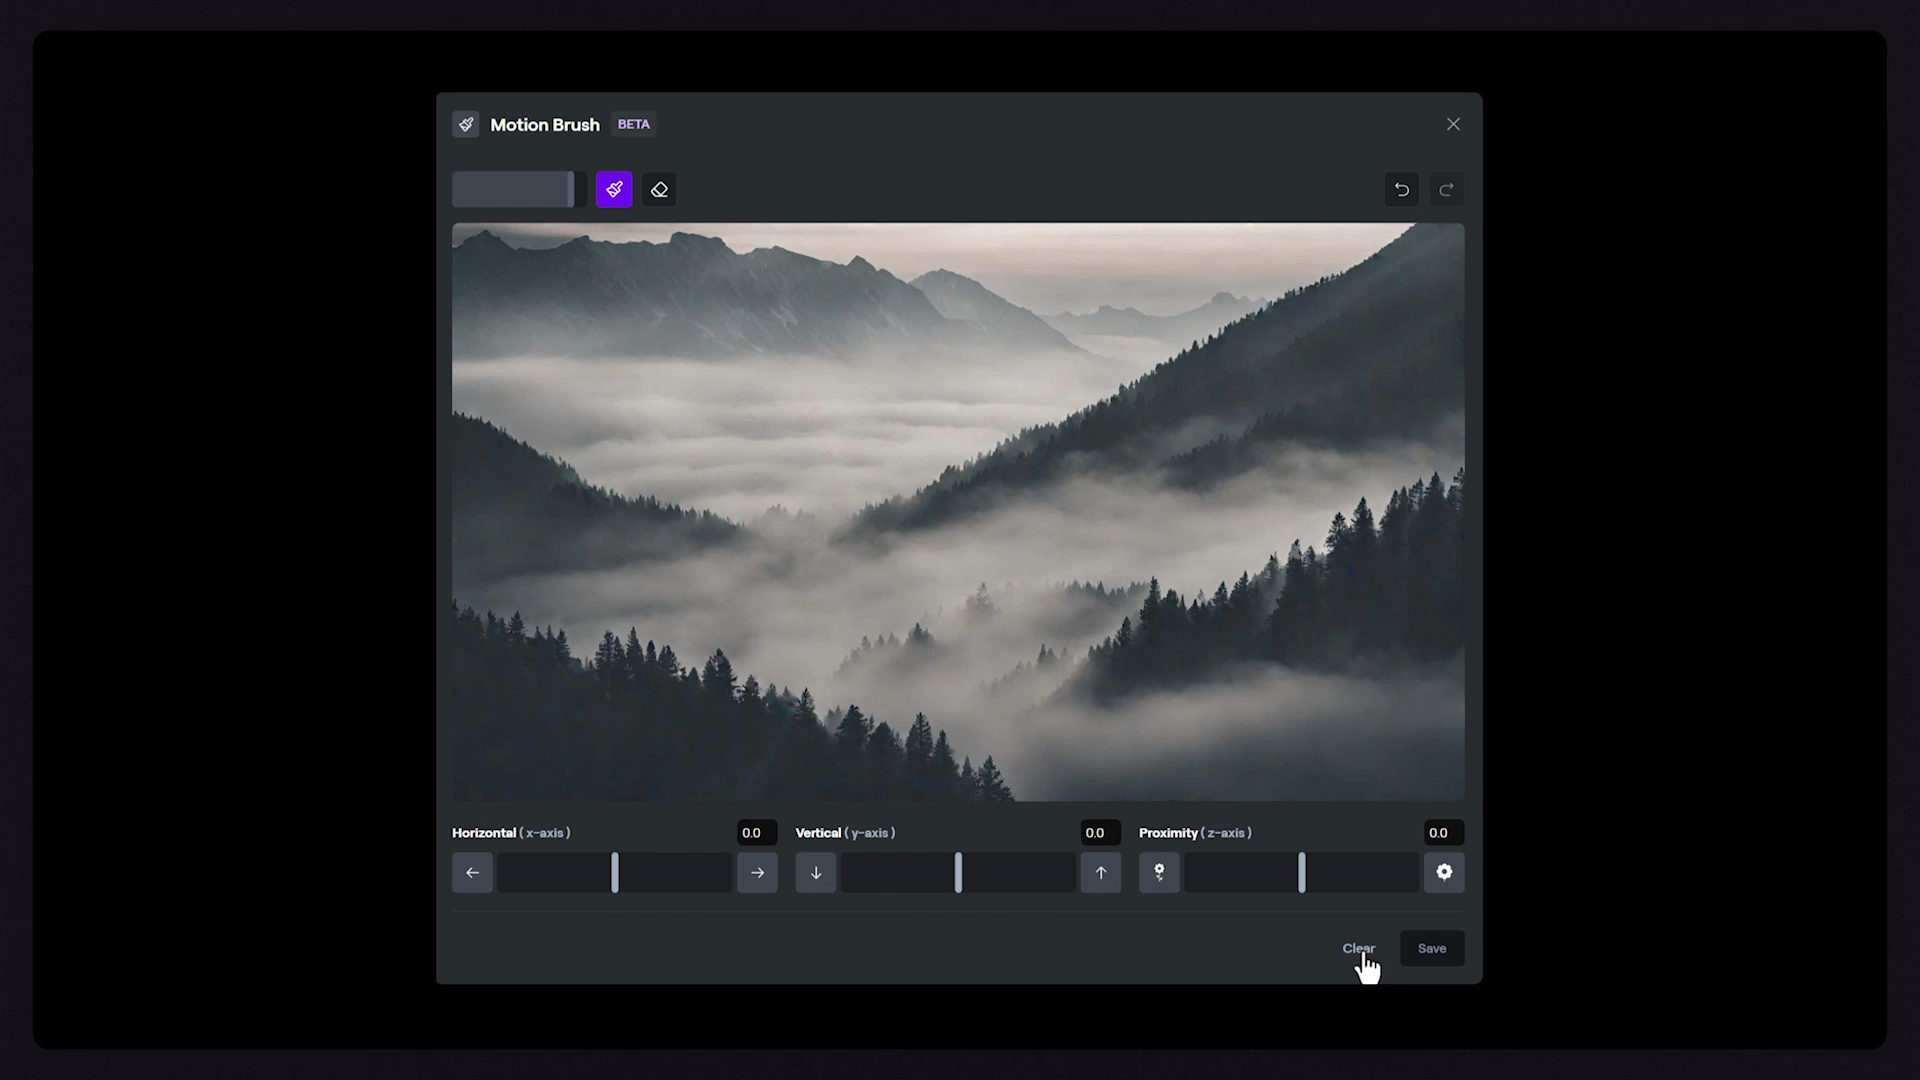 Motion Brush BETA
Horizontal ( x-axis ) 0.0 Vertical ( y-axis ) 0.0 Proximity ( z-axis ) 0.0
Clear Save